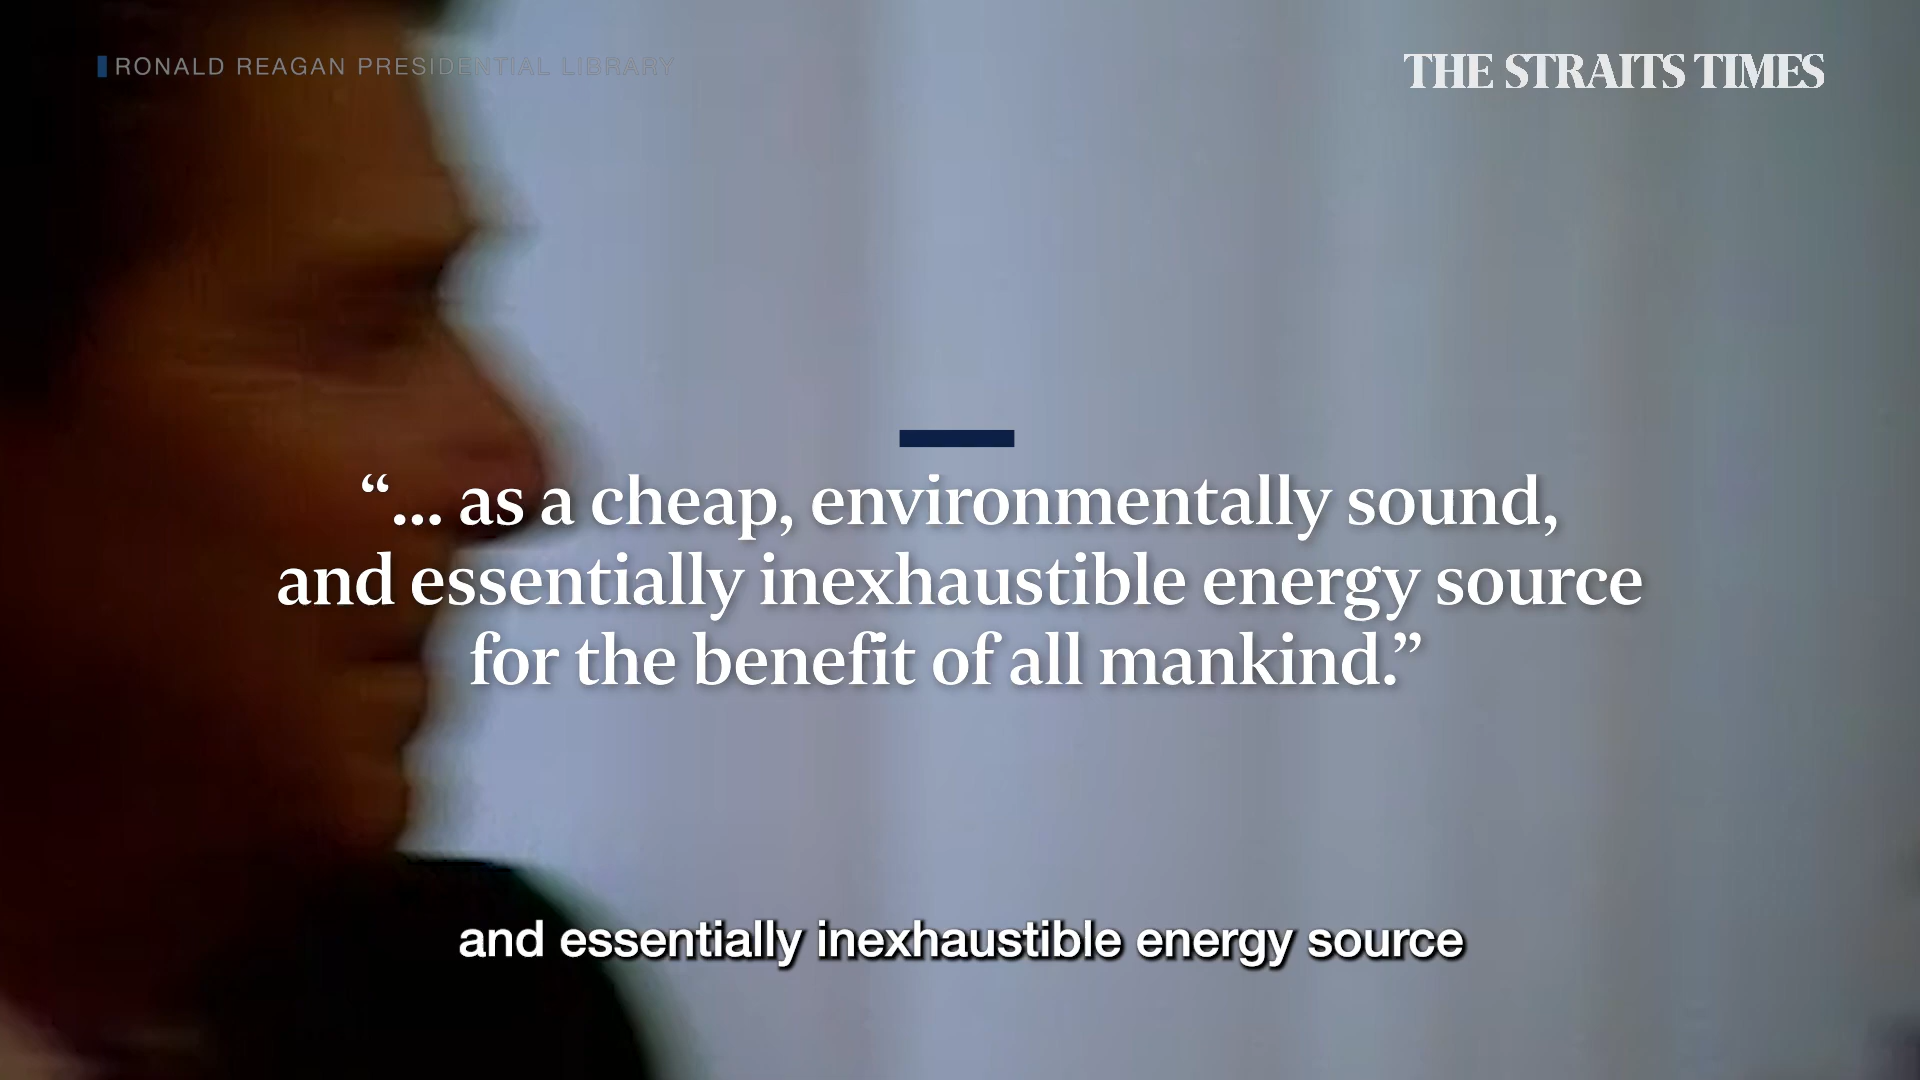 RONALD REAGAN PRESIDENTIAL LIBRARY
THE STRAITS TIMES
“... as a cheap, environmentally sound,
and essentially inexhaustible energy source
for the benefit of all mankind.”
and essentially inexhaustible energy source